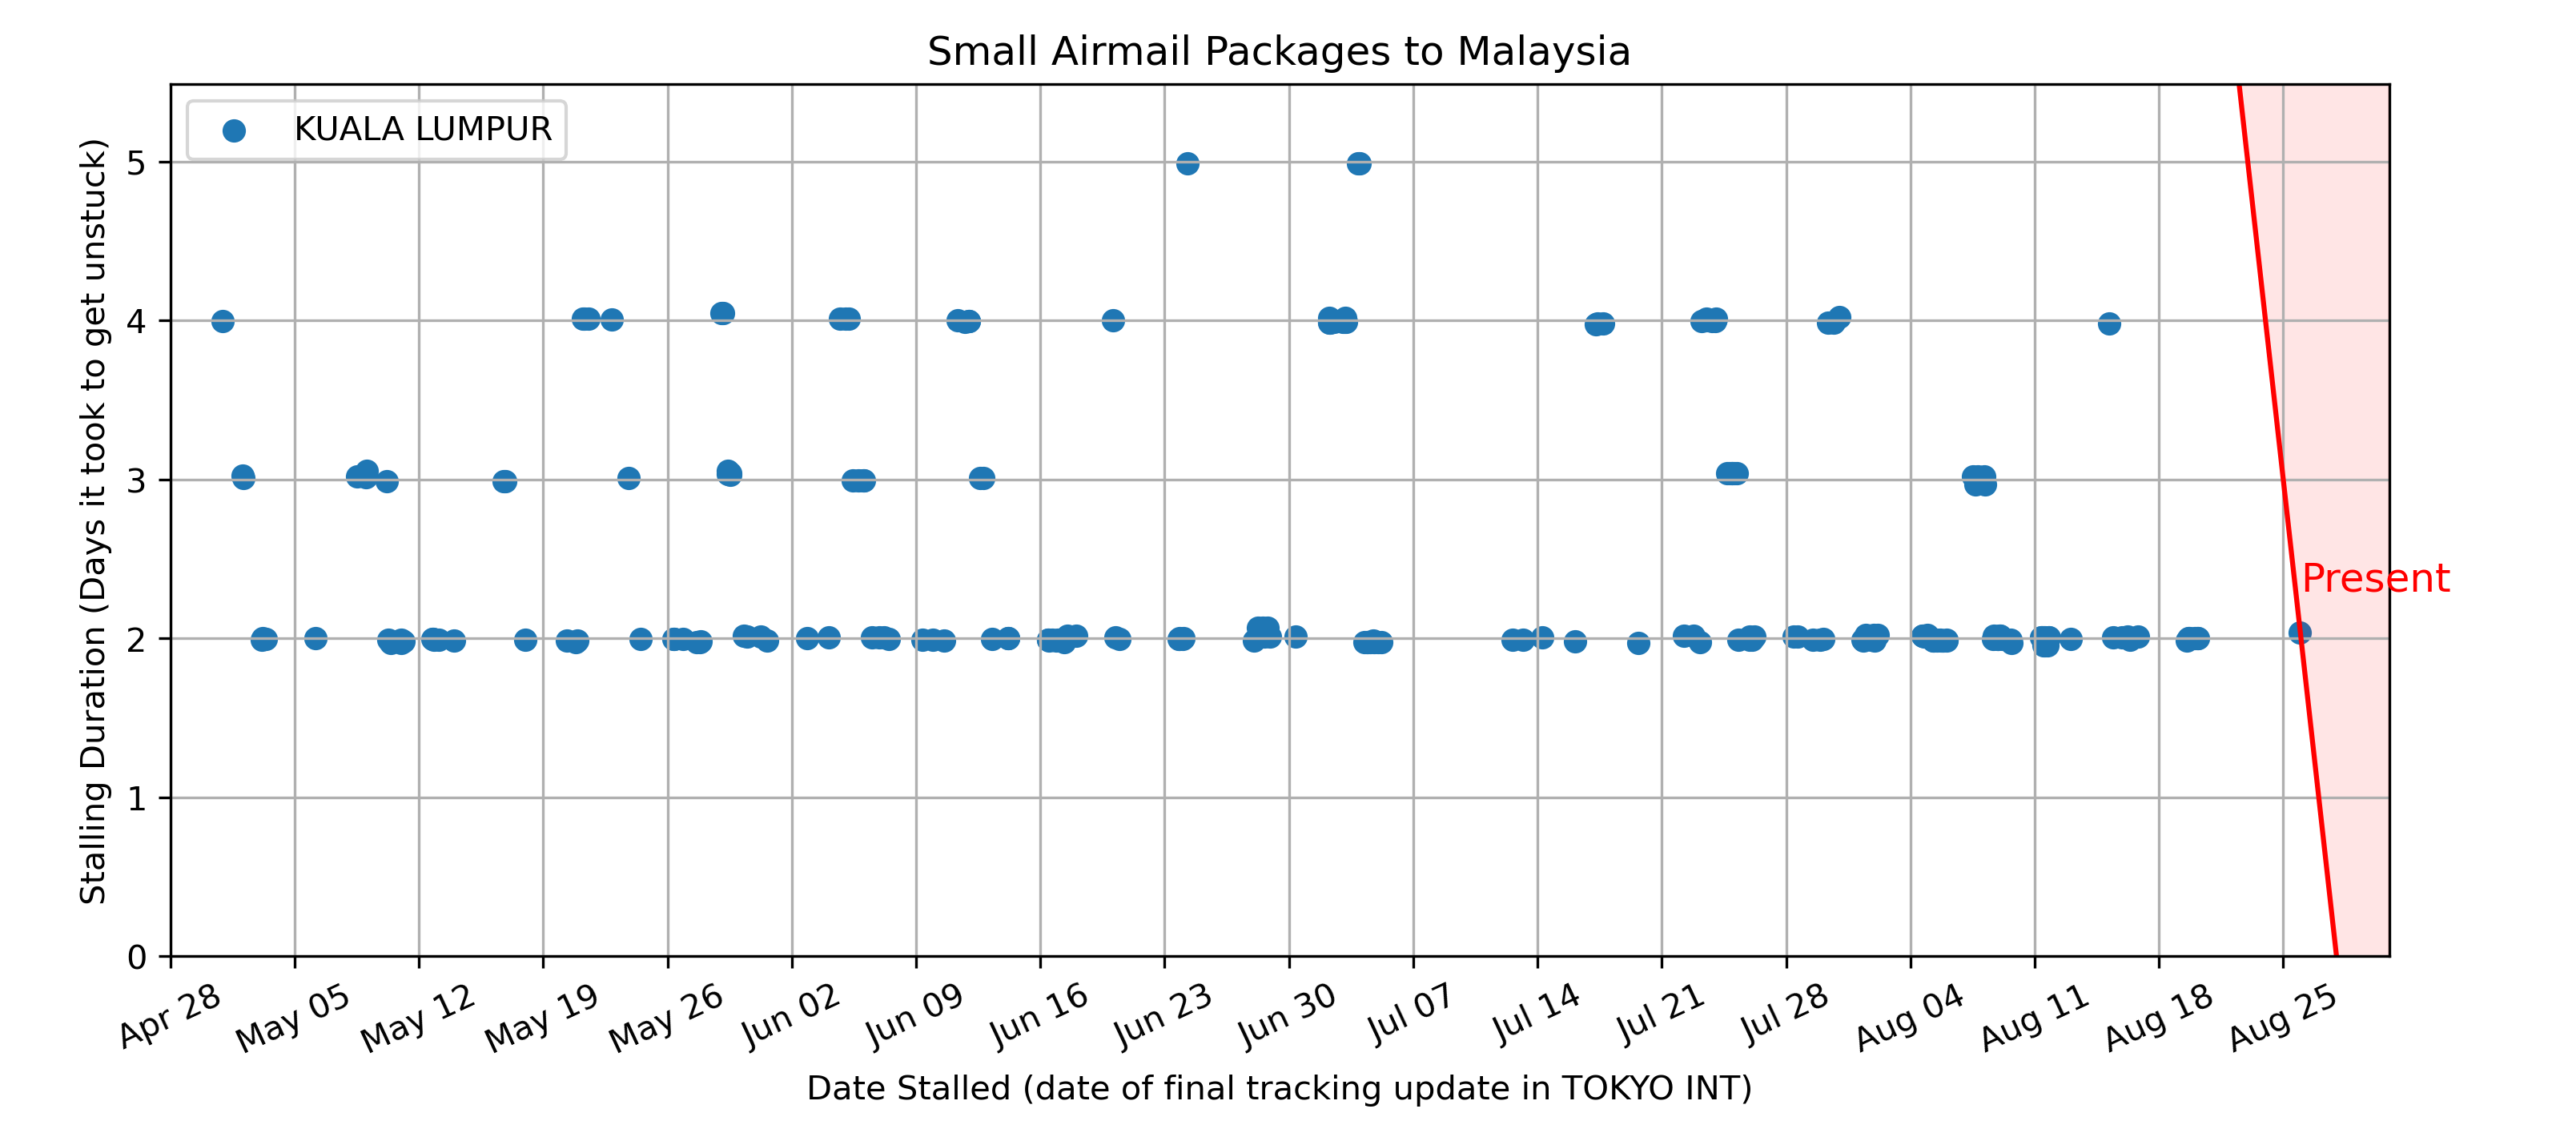 Small Airmail Packages to Malaysia
KUALA LUMPUR
Stalling Duration (Days it took to get unstuck)
5
4
3
2
1
0
Present
Apr 28
May 05
May 12
May 19
May 26
Jun 02
Jun 09
Jun 16
Jun 23
Jun 30
Jul 07
Jul 14
Jul 21
Jul 28
Aug 04
Aug 11
Aug 18
Aug 25
Date Stalled (date of final tracking update in TOKYO INT)